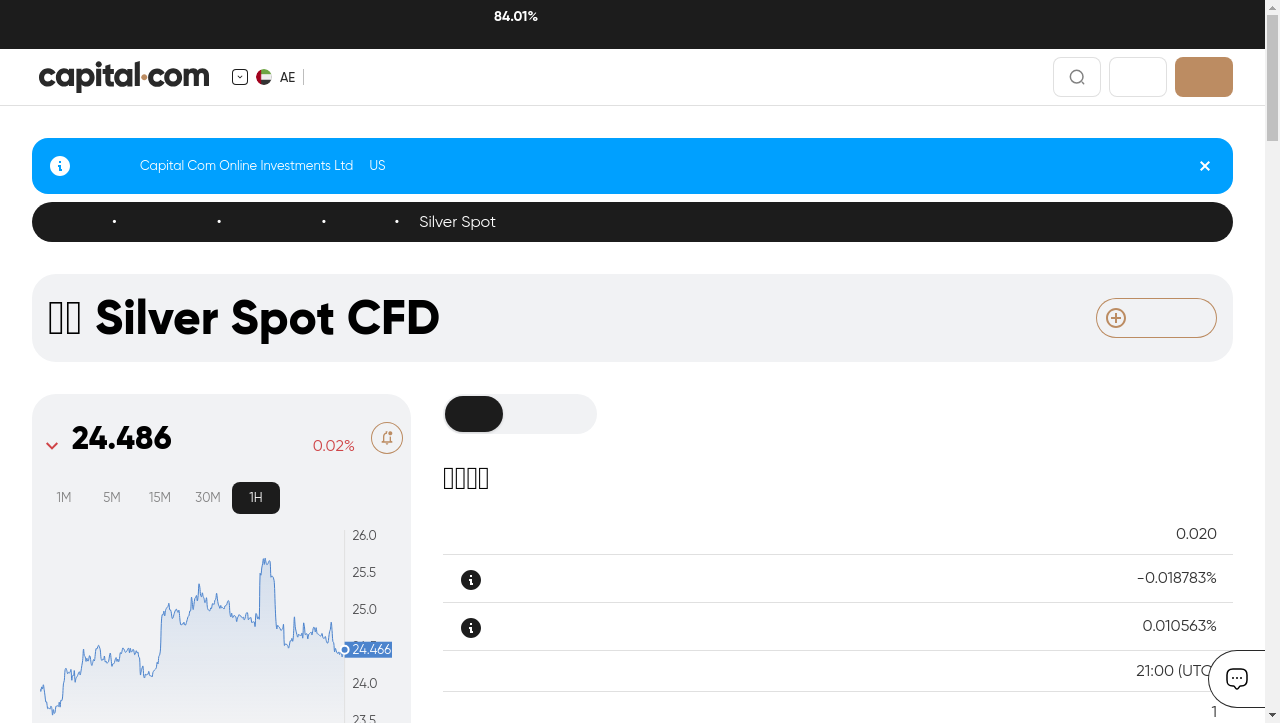 84.01%
capital.com
AE
Capital Com Online Investments Ltd US
Silver Spot
Silver Spot CFD
24.486
0.02%
1M 5M 15M 30M 1H
26.0
25.5
25.0
24.466
24.0
23.5
0.020
-0.018783%
0.010563%
21:00 (UTC
1